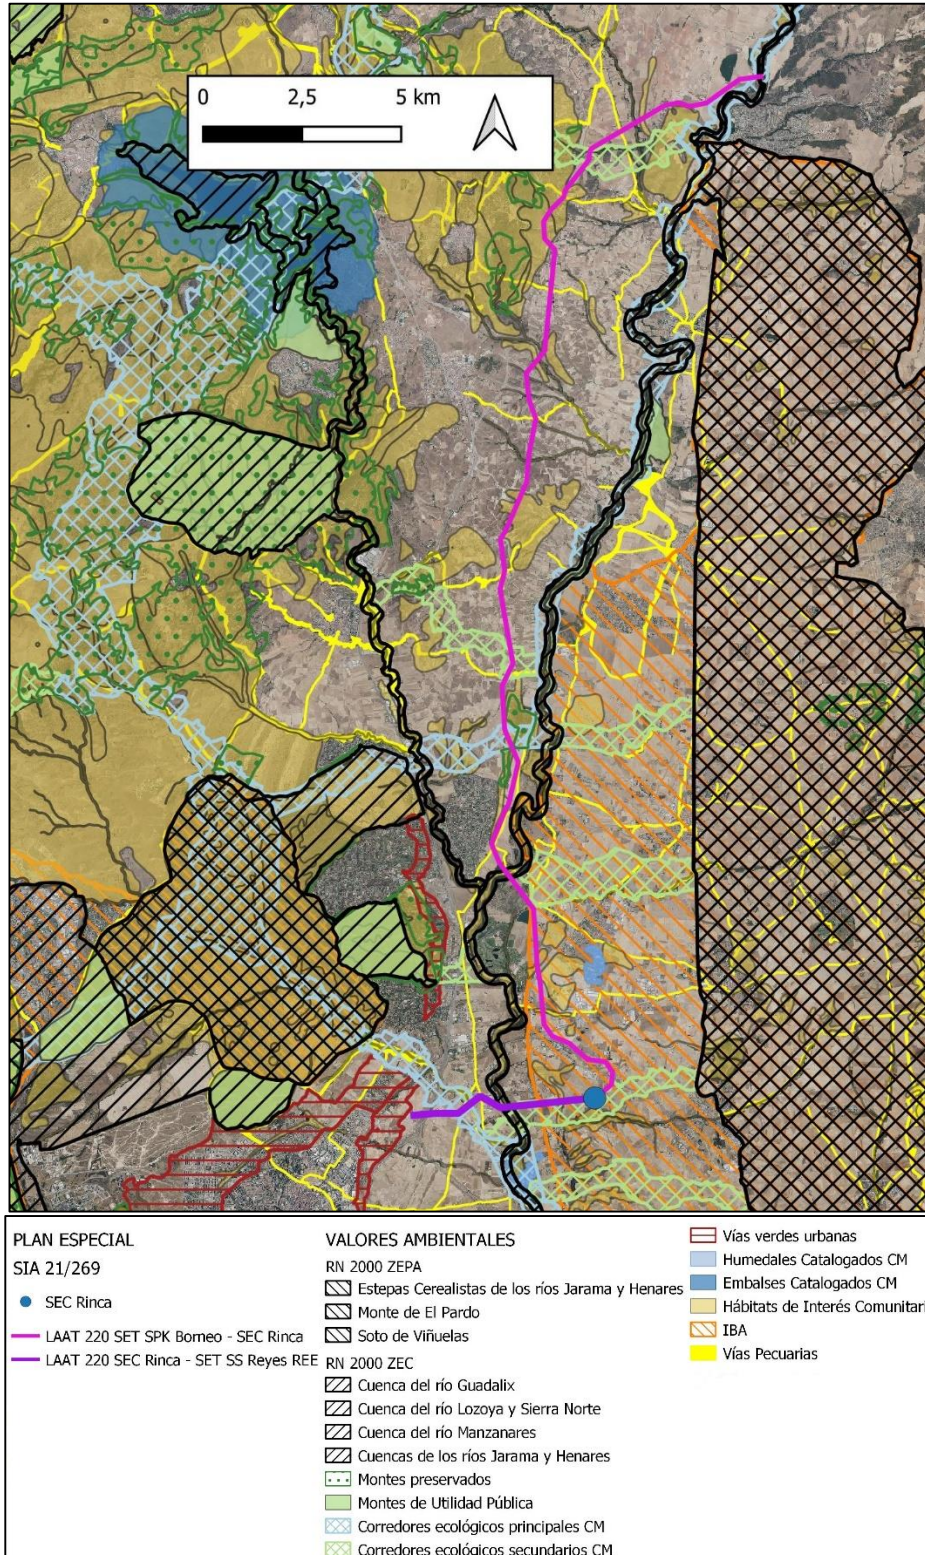 0 2,5 5 km
PLAN ESPECIAL
SIA 21/269
SEC Rinca
LAAT 220 SET SPK Borneo - SEC Rinca
LAAT 220 SEC Rinca - SET SS Reyes REE
VALORES AMBIENTALES
RN 2000 ZEPA
Estepas Cerealistas de los ríos Jarama y Henares
Monte de El Pardo
Soto de Viñuelas
RN 2000 ZEC
Cuenca del río Guadalix
Cuenca del río Lozoya y Sierra Norte
Cuenca del río Manzanares
Cuencas de los ríos Jarama y Henares
Montes preservados
Montes de Utilidad Pública
Corredores ecológicos principales CM
Corredores ecológicos secundarios CM
Vías verdes urbanas
Humedales Catalogados CM
Embalses Catalogados CM
Hábitats de Interés Comunitari
IBA
Vías Pecuarias